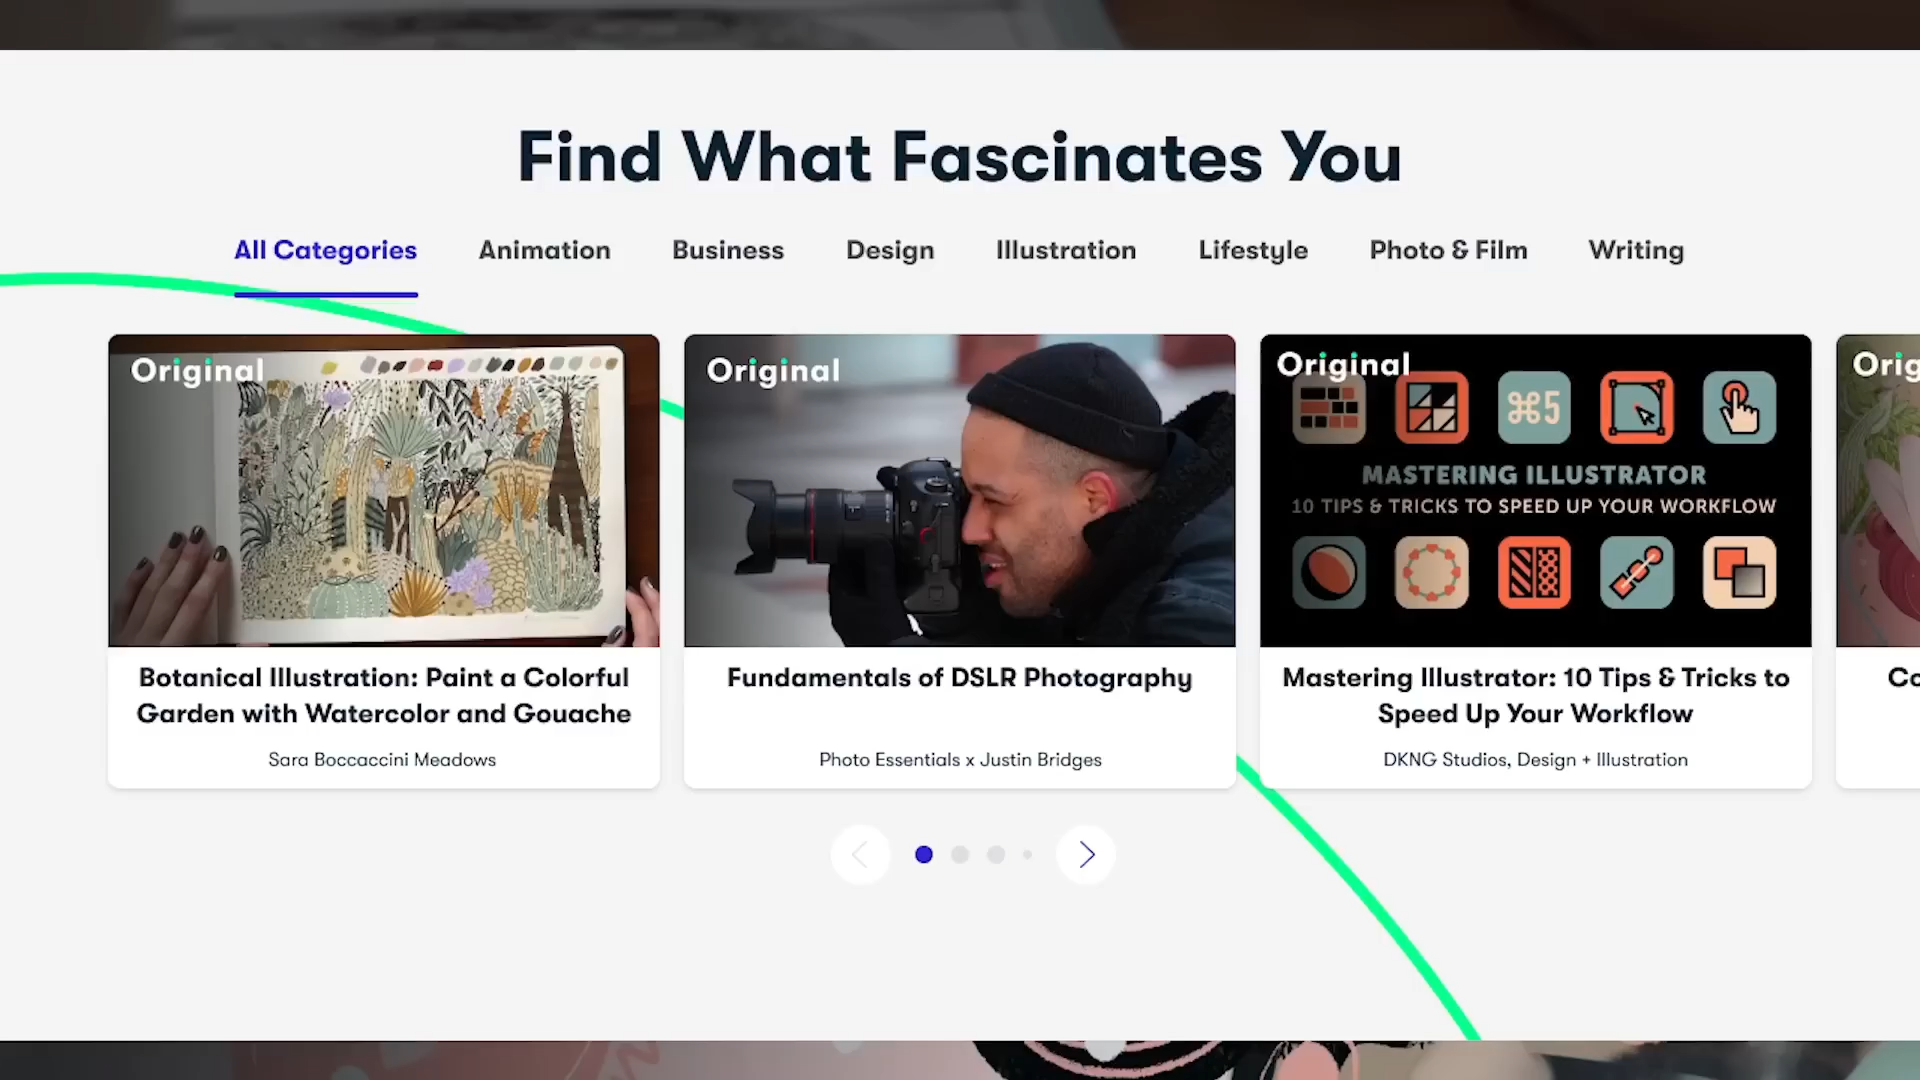 Find What Fascinates You
All Categories Animation Business Design Illustration Lifestyle Photo & Film Writing
Original
Botanical Illustration: Paint a Colorful
Garden with Watercolor and Gouache
Sara Boccaccini Meadows
Original
Fundamentals of DSLR Photography
Photo Essentials x Justin Bridges
Original
⌘5
MASTERING ILLUSTRATOR
10 TIPS & TRICKS TO SPEED UP YOUR WORKFLOW
Mastering Illustrator: 10 Tips & Tricks to
Speed Up Your Workflow
DKNG Studios, Design + Illustration
Orig
Co